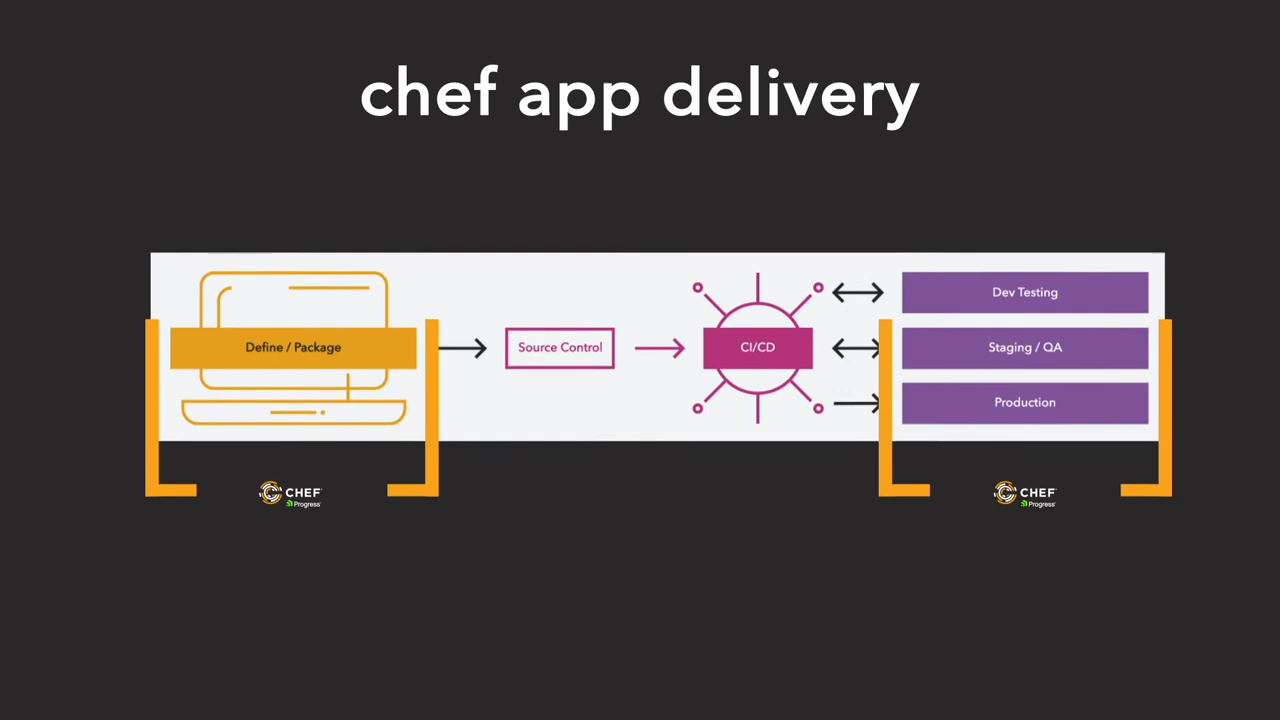 chef app delivery
Define / Package
Source Control
CI/CD
Dev Testing
Staging / QA
Production
CHEF
Progress
CHEF
Progress